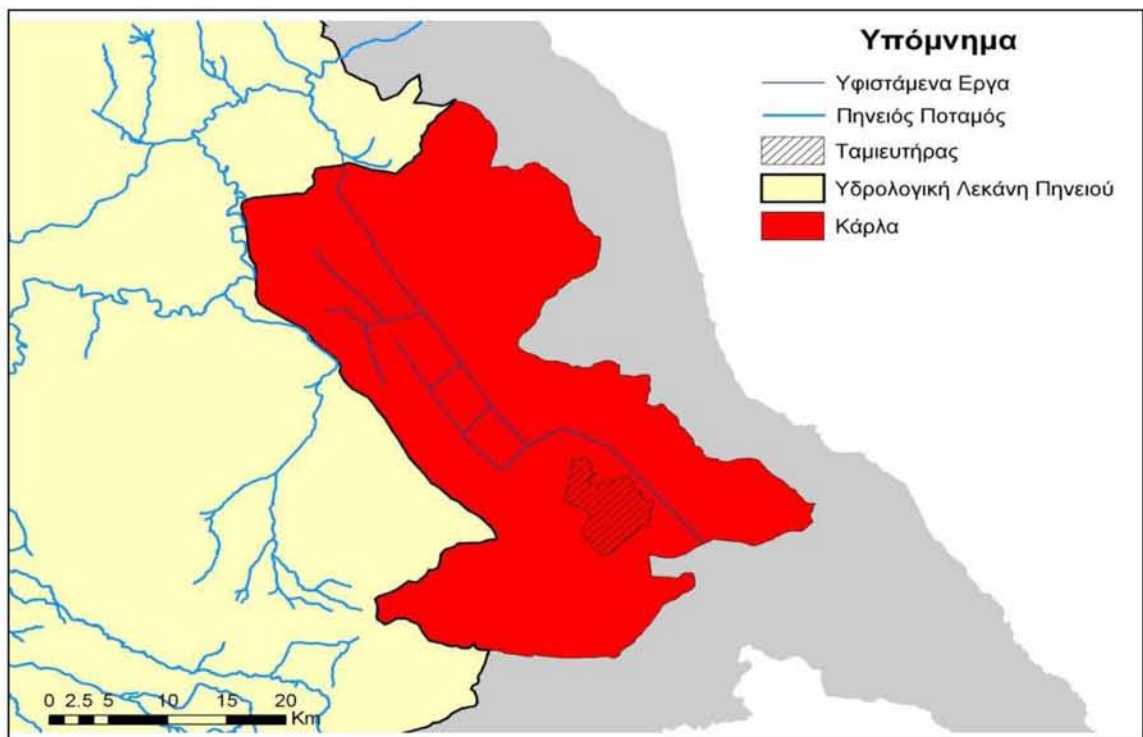 Υπόμνημα
Υφιστάμενα Εργα
Πηνειός Ποταμός
Ταμιευτήρας
Υδρολογική Λεκάνη Πηνειού
Κάρλα
0 2.5 5 10 15 20
Km